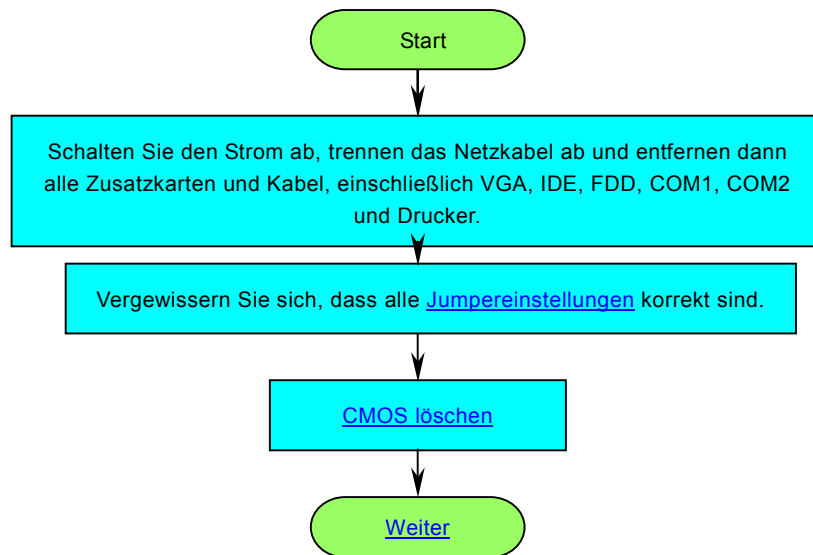 Start
Schalten Sie den Strom ab, trennen das Netzkabel ab und entfernen dann
alle Zusatzkarten und Kabel, einschließlich VGA, IDE, FDD, COM1, COM2
und Drucker.
Vergewissern Sie sich, dass alle Jumpereinstellungen korrekt sind.
CMOS löschen
Weiter